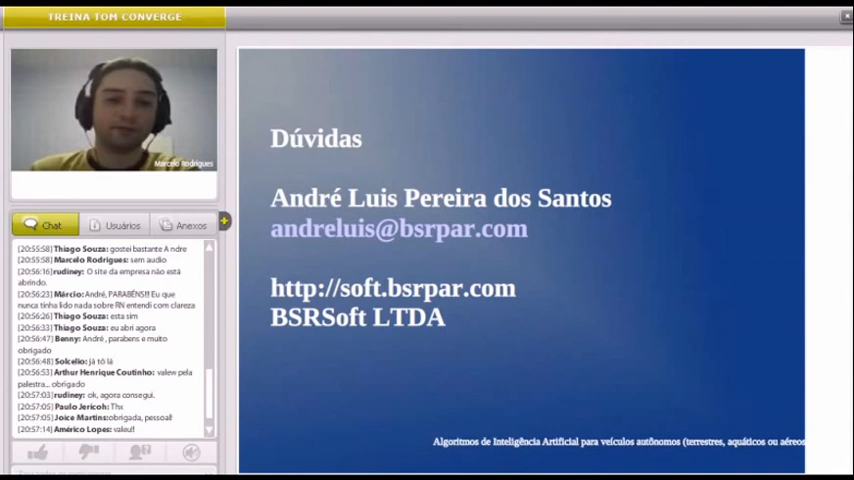 TREINA TOM CONVERGE
Marcelo Rodrigues
Chat
Usuários
Anexos
[20:55:58] Thiago Souza: gostei bastante A ndre
[20:55:58] Marcelo Rodrigues: sem audio
[20:56:16] rudiney: O site da empresa não está
abrindo.
[20:56:23] Márcio: André, PARABÉNS!!! Eu que
nunca tinha lido nada sobre RN entendi com clareza
[20:56:26] Thiago Souza: esta sim
[20:56:33] Thiago Souza: eu abri agora
[20:56:47] Benny: André , parabens e muito
obrigado
[20:56:48] Solcelio: já tô lá
[20:56:53] Arthur Henrique Coutinho: valew pela
palestra... obrigado
[20:57:03] rudiney: ok, agora consegui.
[20:57:05] Paulo Jericoh: Thx
[20:57:05] Joice Martins: obrigada, pessoal!
[20:57:14] Américo Lopes: valeu!!
Dúvidas
André Luis Pereira dos Santos
andreluis@bsrpar.com
http://soft.bsrpar.com
BSRSoft LTDA
Algoritmos de Inteligência Artificial para veículos autônomos (terrestres, aquáticos ou aéreos